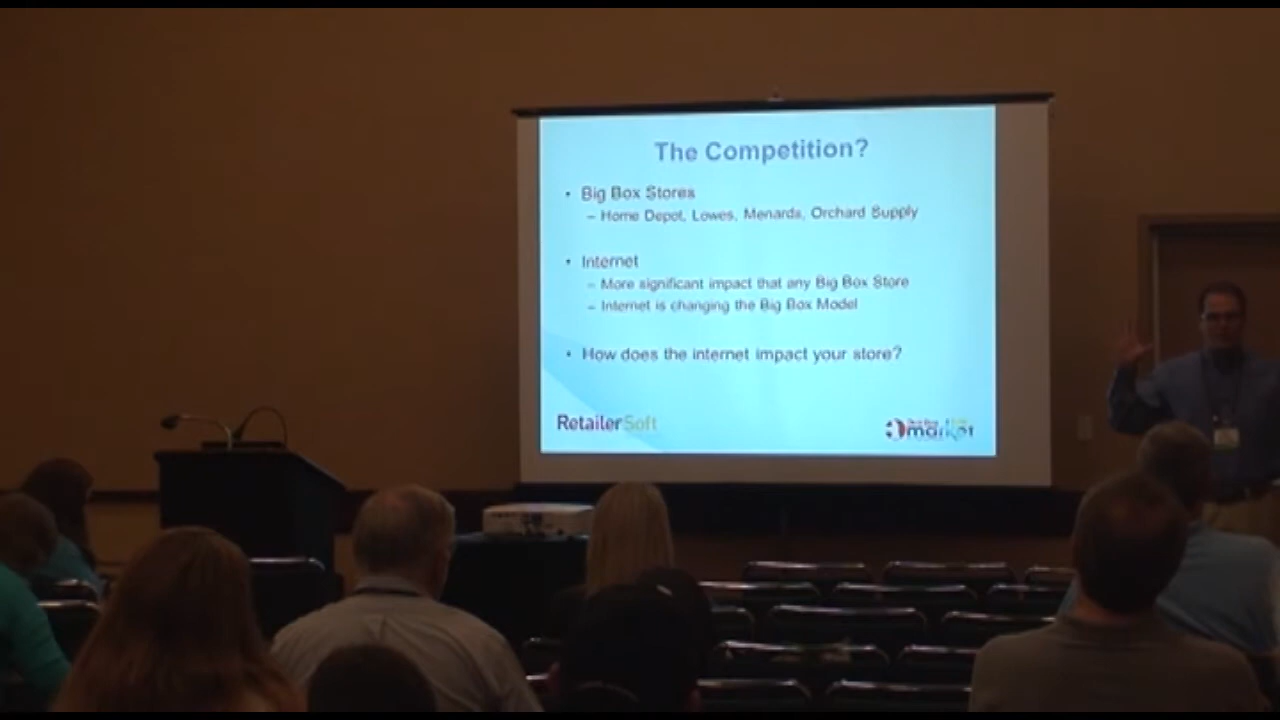 The Competition?
• Big Box Stores
– Home Depot, Lowes, Menards, Orchard Supply
• Internet
– More significant impact that any Big Box Store
– Internet is changing the Big Box Model
• How does the internet impact your store?
RetailerSoft
market